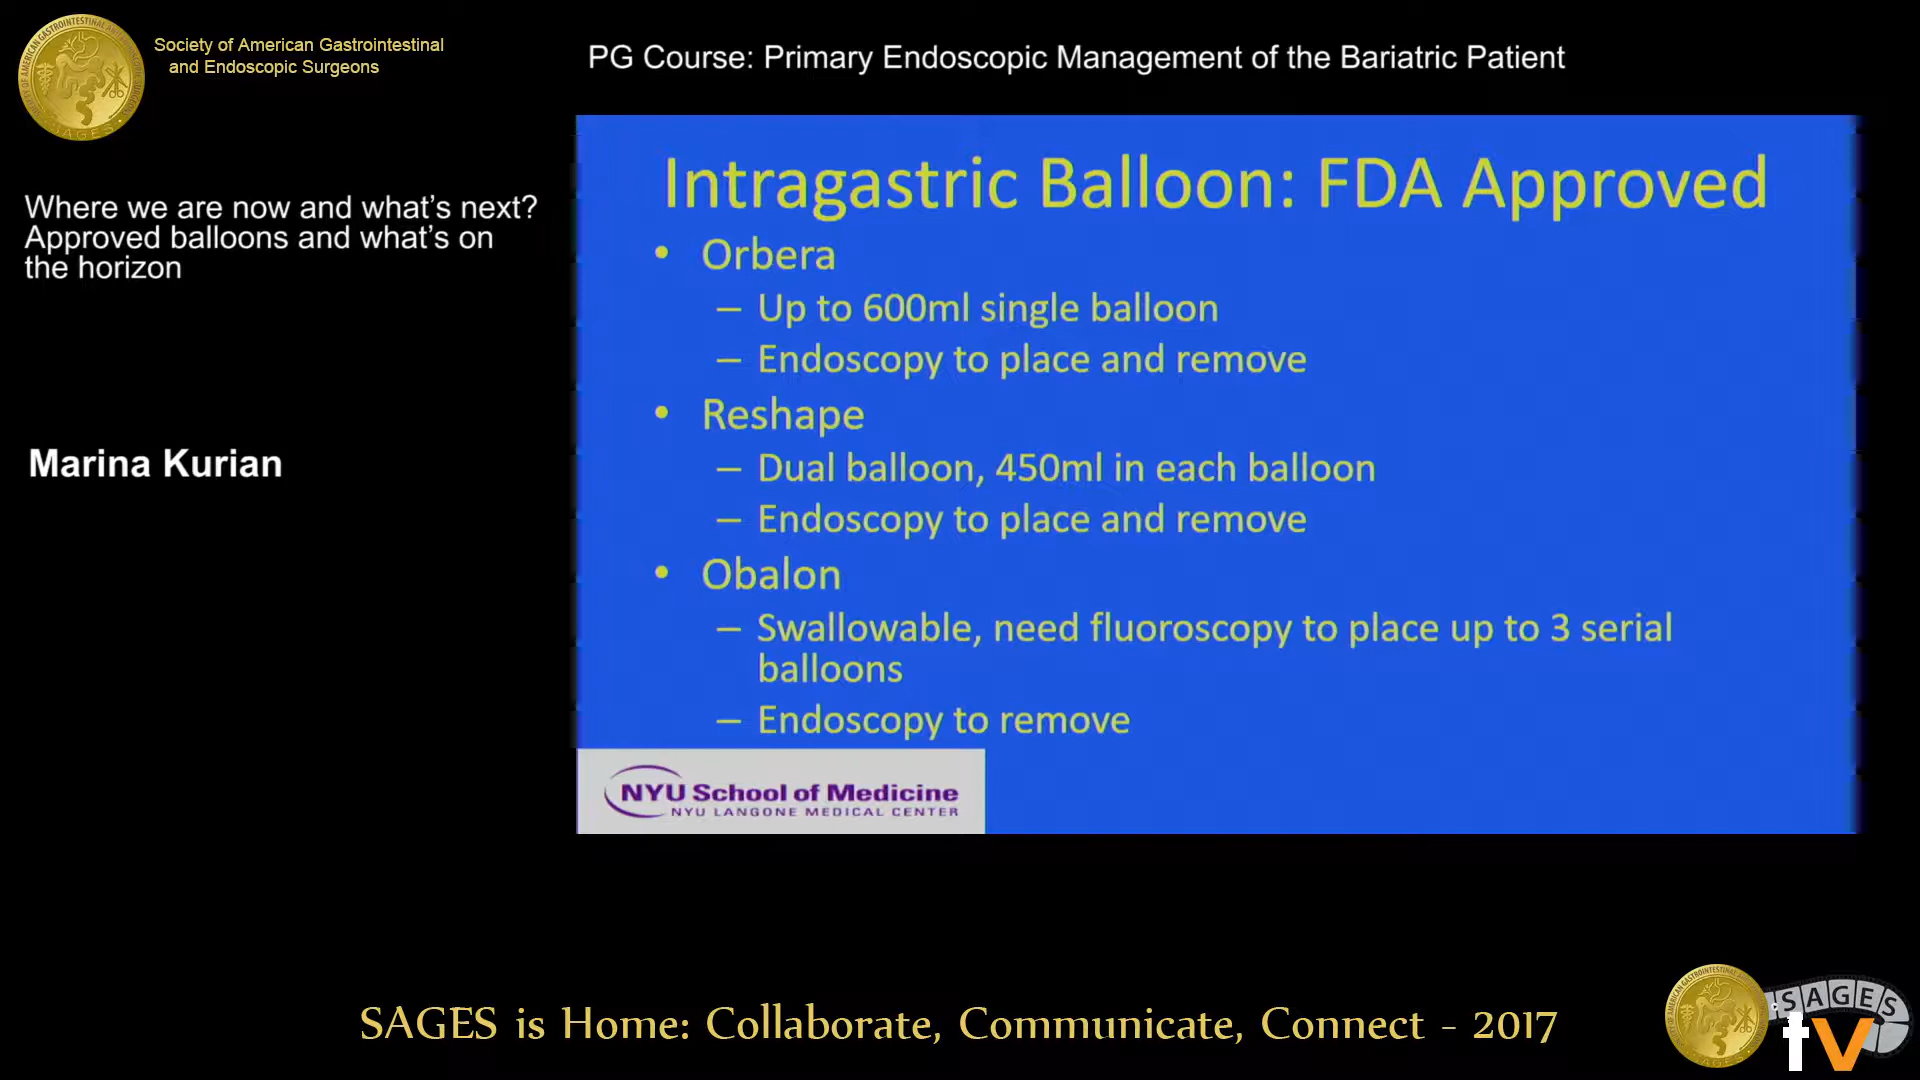 Society of American Gastrointestinal
and Endoscopic Surgeons
PG Course: Primary Endoscopic Management of the Bariatric Patient
Where we are now and what's next?
Approved balloons and what's on
the horizon
Marina Kurian
Intragastric Balloon: FDA Approved
• Orbera
– Up to 600ml single balloon
– Endoscopy to place and remove
• Reshape
– Dual balloon, 450ml in each balloon
– Endoscopy to place and remove
• Obalon
– Swallowable, need fluoroscopy to place up to 3 serial
balloons
– Endoscopy to remove
NYU School of Medicine
NYU LANGONE MEDICAL CENTER
SAGES is Home: Collaborate, Communicate, Connect - 2017
SAGES
tv